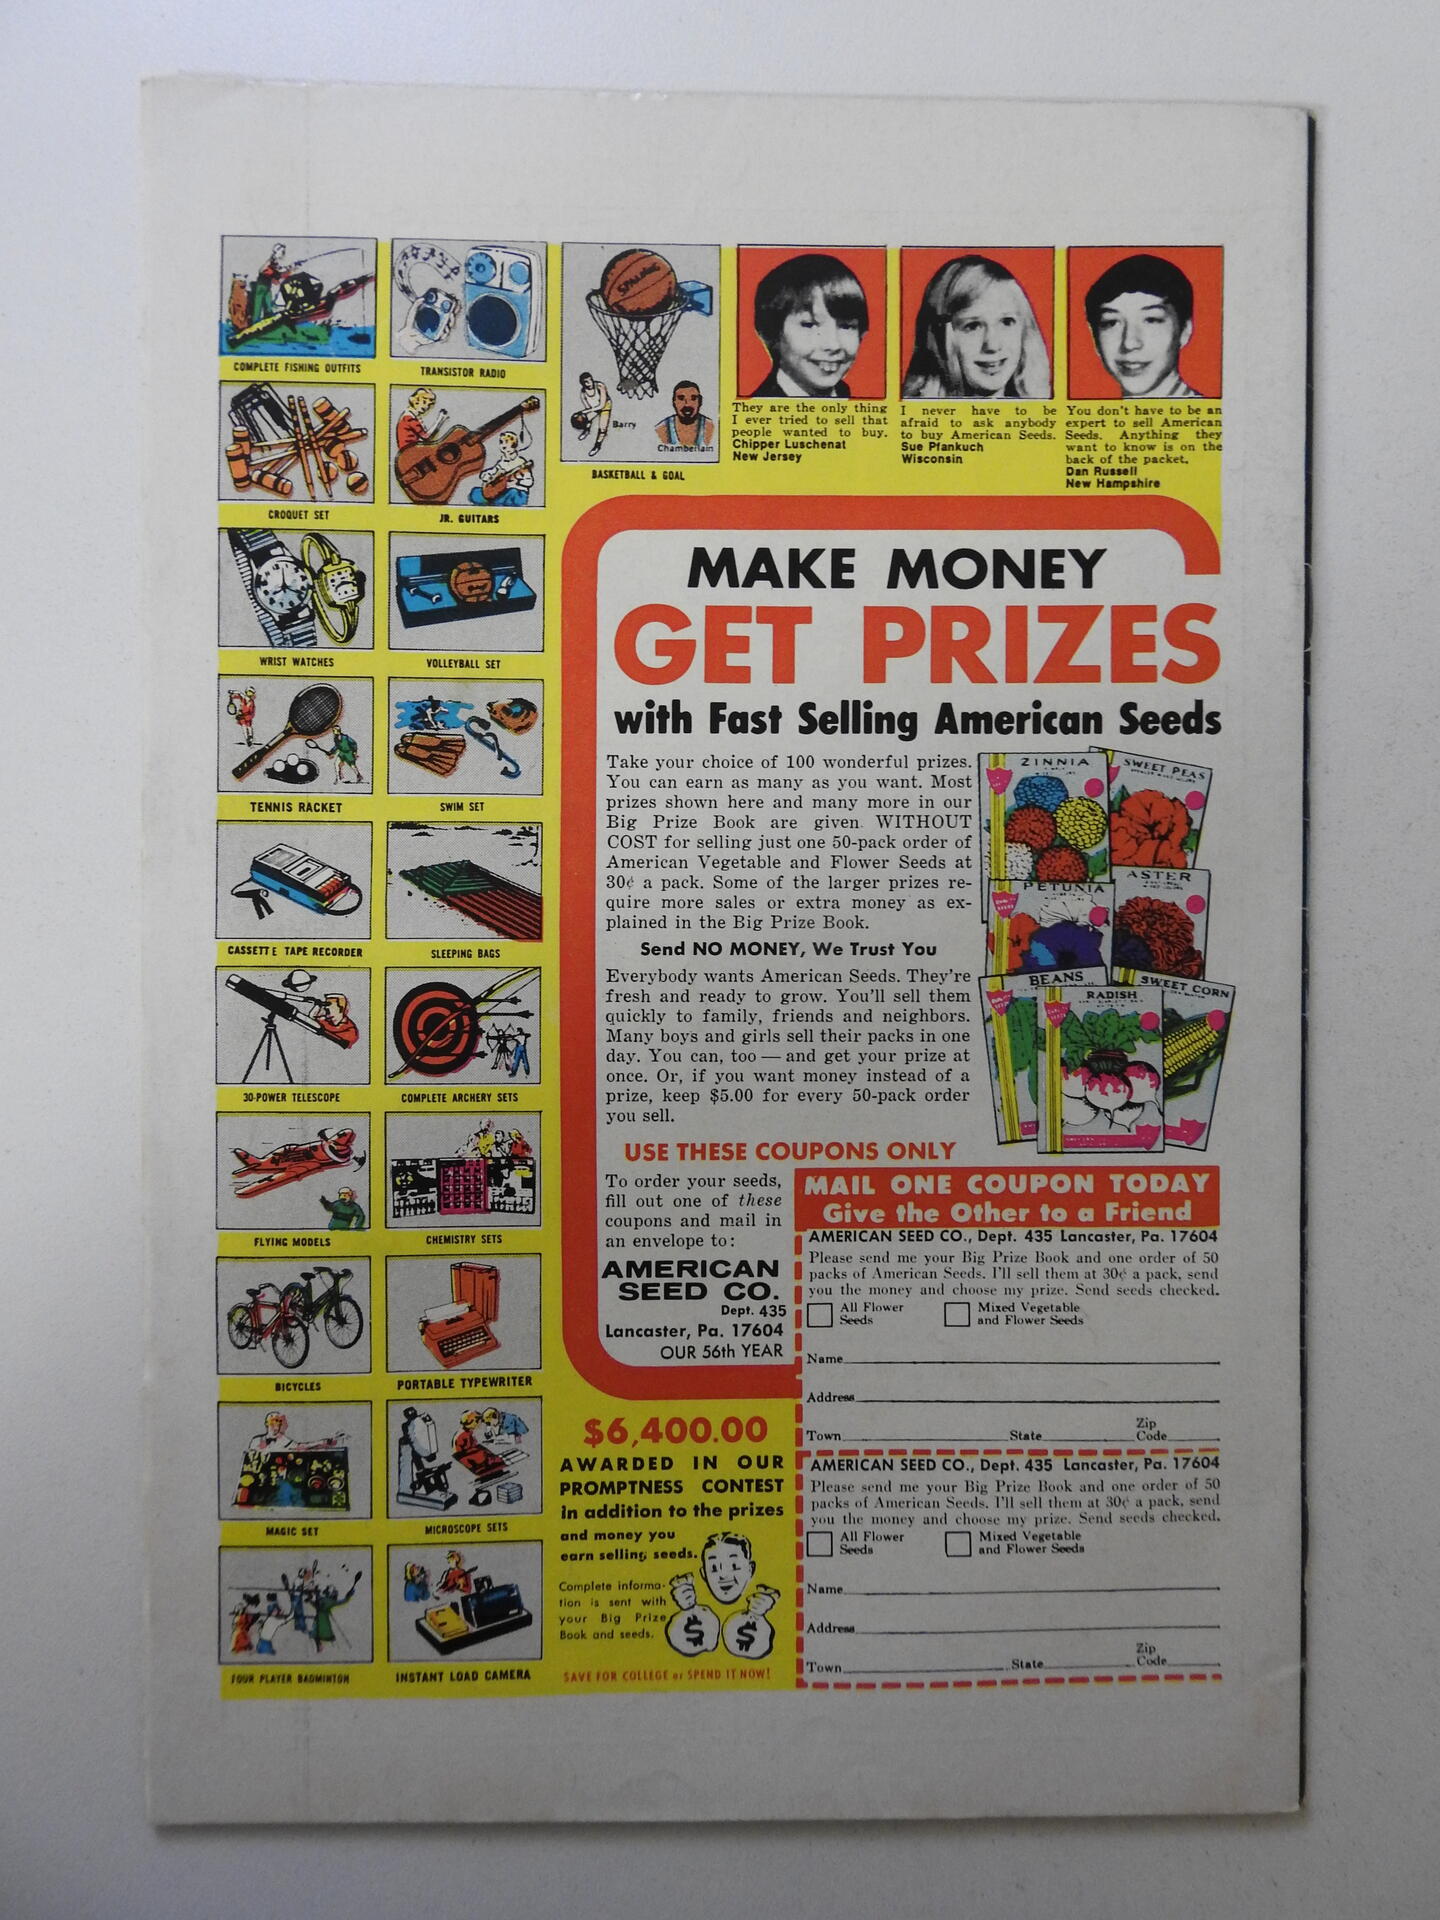 COMPLETE FISHING OUTFITS
TRANSISTOR RADIO
CROQUET SET
JR. GUITARS
WRIST WATCHES
VOLLEYBALL SET
TENNIS RACKET
SWIM SET
CASSETTE TAPE RECORDER
SLEEPING BAGS
30-POWER TELESCOPE
COMPLETE ARCHERY SETS
FLYING MODELS
CHEMISTRY SETS
BICYCLES
PORTABLE TYPEWRITER
MAGIC SET
MICROSCOPE SETS
FOUR PLAYER BADMINTON
INSTANT LOAD CAMERA
SPALDING
Barry
Chamberlain
BASKETBALL & GOAL
They are the only thing
I ever tried to sell that
people wanted to buy.
Chipper Luschenat
New Jersey
I never have to be
afraid to ask anybody
to buy American Seeds.
Sue Pfankuch
Wisconsin
You don't have to be an
expert to sell American
Seeds. Anything they
want to know is on the
back of the packet.
Dan Russell
New Hampshire
MAKE MONEY
GET PRIZES
with Fast Selling American Seeds
Take your choice of 100 wonderful prizes.
You can earn as many as you want. Most
prizes shown here and many more in our
Big Prize Book are given WITHOUT
COST for selling just one 50-pack order of
American Vegetable and Flower Seeds at
30¢ a pack. Some of the larger prizes re-
quire more sales or extra money as ex-
plained in the Big Prize Book.
Send NO MONEY, We Trust You
Everybody wants American Seeds. They're
fresh and ready to grow. You'll sell them
quickly to family, friends and neighbors.
Many boys and girls sell their packs in one
day. You can, too — and get your prize at
once. Or, if you want money instead of a
prize, keep $5.00 for every 50-pack order
you sell.
ZINNIA
SWEET PEAS
PETUNIA
ASTER
BEANS
RADISH
SWEET CORN
USE THESE COUPONS ONLY
To order your seeds,
fill out one of these
coupons and mail in
an envelope to:
AMERICAN
SEED CO.
Dept. 435
Lancaster, Pa. 17604
OUR 56th YEAR
$6,400.00
AWARDED IN OUR
PROMPTNESS CONTEST
in addition to the prizes
and money you
earn selling seeds.
Complete informa-
tion is sent with
your Big Prize
Book and seeds.
$ $
SAVE FOR COLLEGE or SPEND IT NOW!
MAIL ONE COUPON TODAY
Give the Other to a Friend
AMERICAN SEED CO., Dept. 435 Lancaster, Pa. 17604
Please send me your Big Prize Book and one order of 50
packs of American Seeds. I'll sell them at 30¢ a pack, send
you the money and choose my prize. Send seeds checked.
All Flower Seeds
Mixed Vegetable and Flower Seeds
Name
Address
Town State Zip Code
AMERICAN SEED CO., Dept. 435 Lancaster, Pa. 17604
Please send me your Big Prize Book and one order of 50
packs of American Seeds. I'll sell them at 30¢ a pack, send
you the money and choose my prize. Send seeds checked.
All Flower Seeds
Mixed Vegetable and Flower Seeds
Name
Address
Town State Zip Code